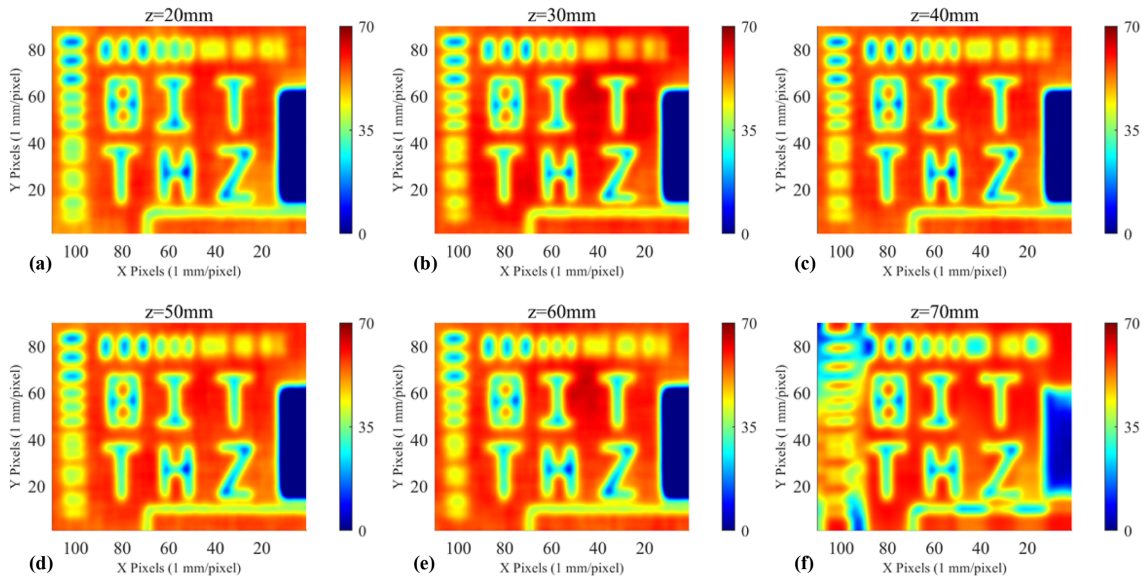 z=20mm
70
35
0
80
60
40
20
100 80 60 40 20
X Pixels (1 mm/pixel)
Y Pixels (1 mm/pixel)
(a)
B I T
T H Z
z=30mm
70
35
0
80
60
40
20
100 80 60 40 20
X Pixels (1 mm/pixel)
Y Pixels (1 mm/pixel)
(b)
B I T
T H Z
z=40mm
70
35
0
80
60
40
20
100 80 60 40 20
X Pixels (1 mm/pixel)
Y Pixels (1 mm/pixel)
(c)
B I T
T H Z
z=50mm
70
35
0
80
60
40
20
100 80 60 40 20
X Pixels (1 mm/pixel)
Y Pixels (1 mm/pixel)
(d)
B I T
T H Z
z=60mm
70
35
0
80
60
40
20
100 80 60 40 20
X Pixels (1 mm/pixel)
Y Pixels (1 mm/pixel)
(e)
B I T
T H Z
z=70mm
70
35
0
80
60
40
20
100 80 60 40 20
X Pixels (1 mm/pixel)
Y Pixels (1 mm/pixel)
(f)
B I T
T H Z